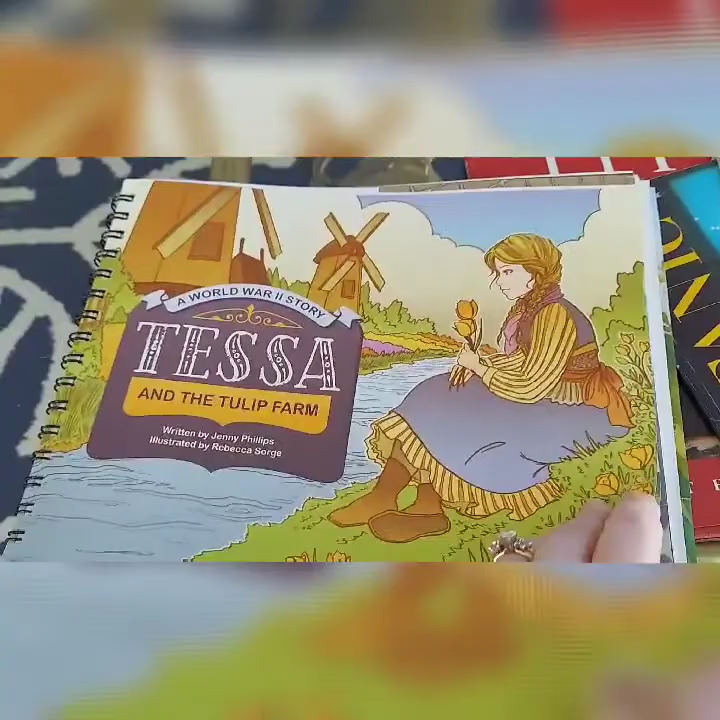 A WORLD WAR II STORY
TESSA
AND THE TULIP FARM
Written by Jenny Phillips
Illustrated by Rebecca Sorge